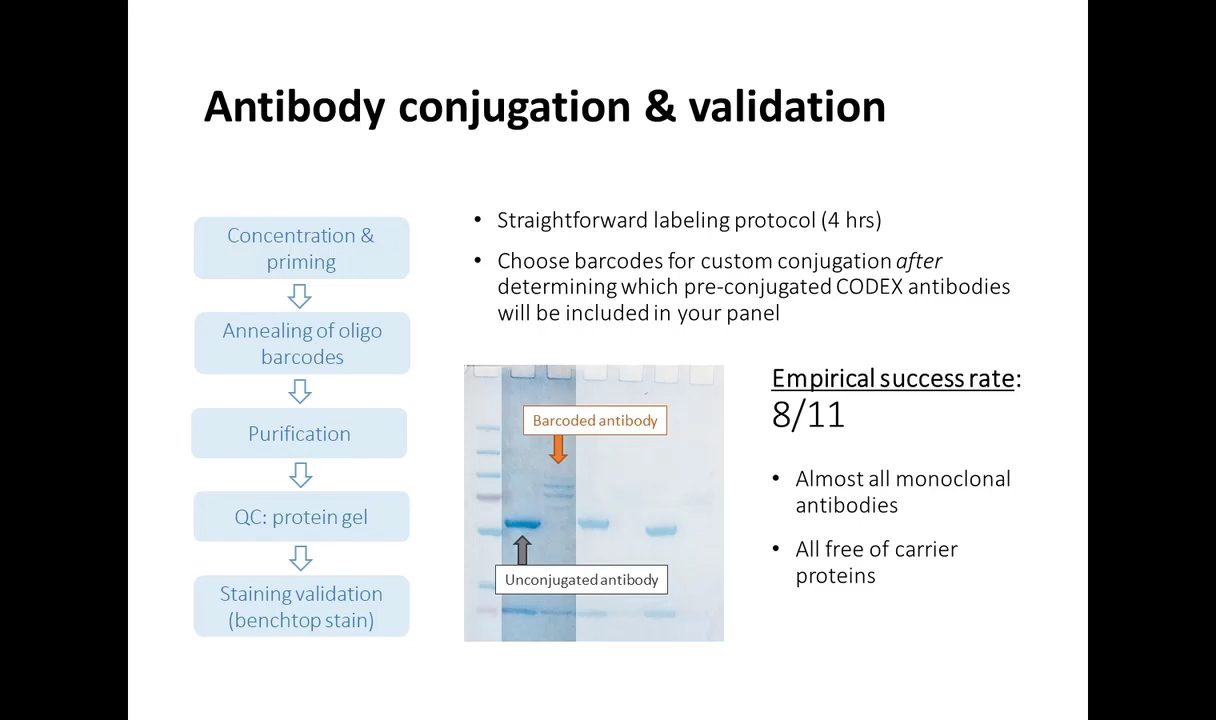 Antibody conjugation & validation
Concentration &
priming
Annealing of oligo
barcodes
Purification
QC: protein gel
Staining validation
(benchtop stain)
• Straightforward labeling protocol (4 hrs)
• Choose barcodes for custom conjugation after
determining which pre-conjugated CODEX antibodies
will be included in your panel
Barcoded antibody
Unconjugated antibody
Empirical success rate:
8/11
• Almost all monoclonal
antibodies
• All free of carrier
proteins